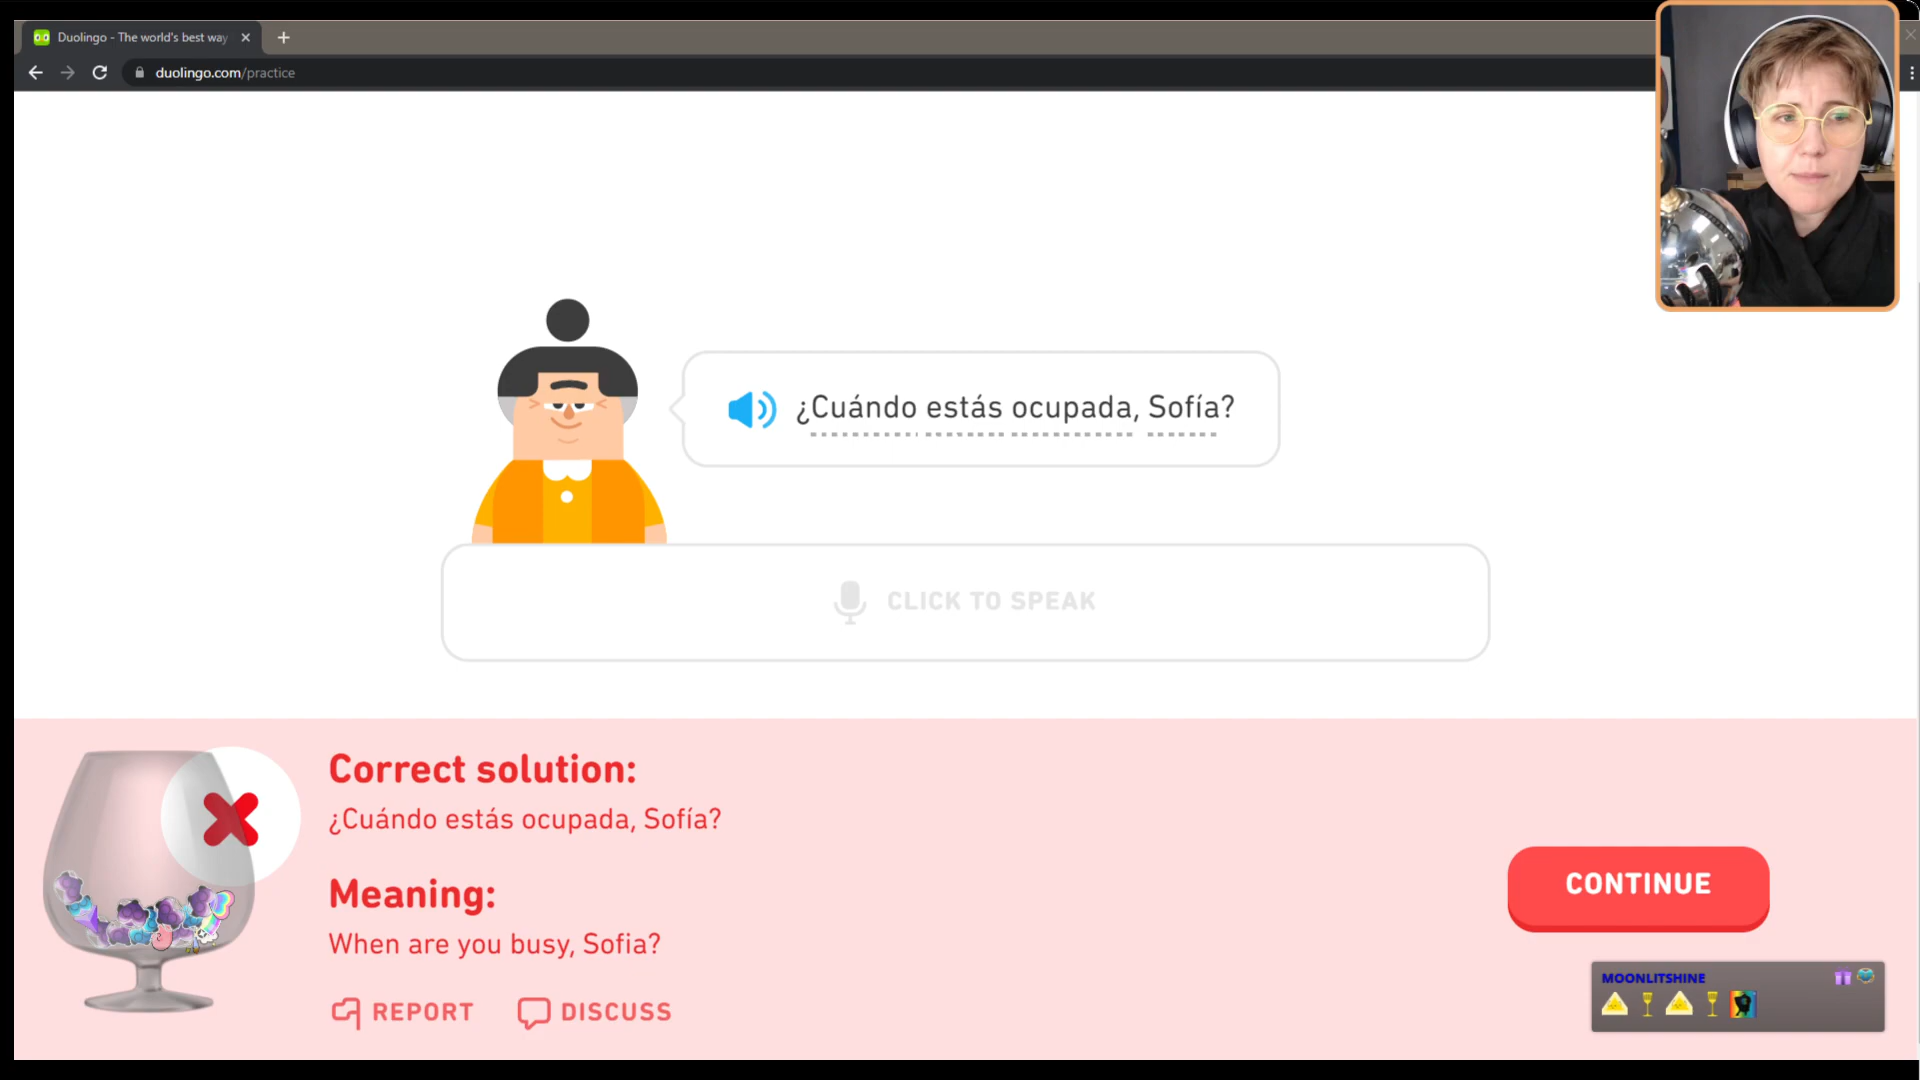 Duolingo - The world's best way
duolingo.com/practice
¿Cuándo estás ocupada, Sofía?
CLICK TO SPEAK
Correct solution:
¿Cuándo estás ocupada, Sofía?
Meaning:
When are you busy, Sofia?
REPORT DISCUSS
CONTINUE
MOONLITSHINE